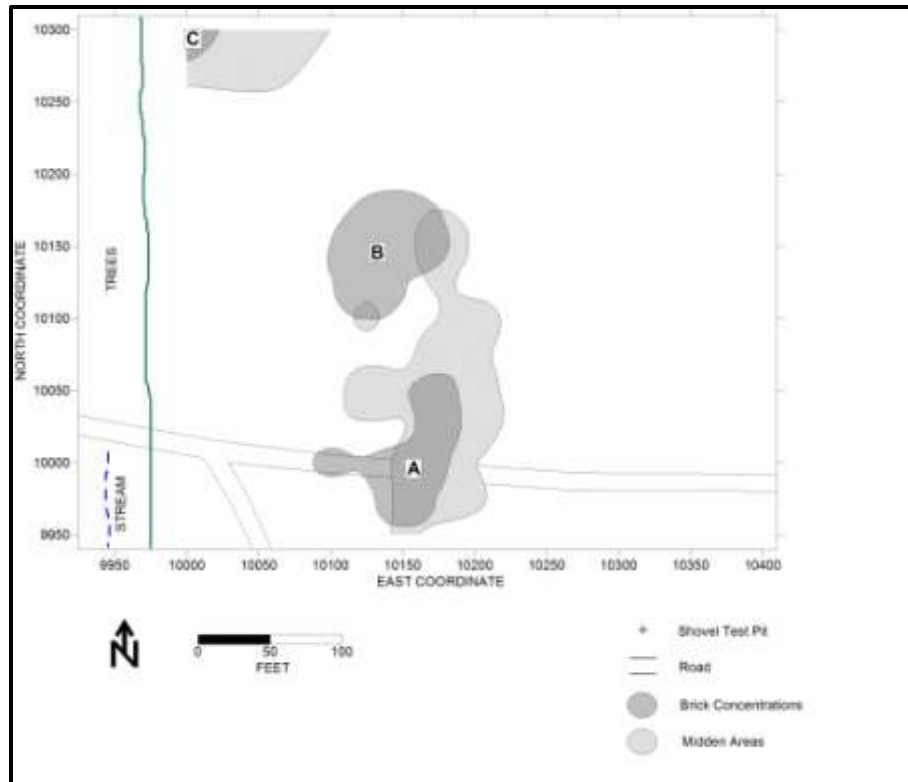 10300
C
10250
10200
10150
B
10100
10050
10000
A
9950
NORTH COORDINATE
TREES
STREAM
9950 10000 10050 10100 10150 10200 10250 10300 10350 10400
EAST COORDINATE
N
0 50 100
FEET
Shovel Test Pit
Road
Brick Concentrations
Midden Areas